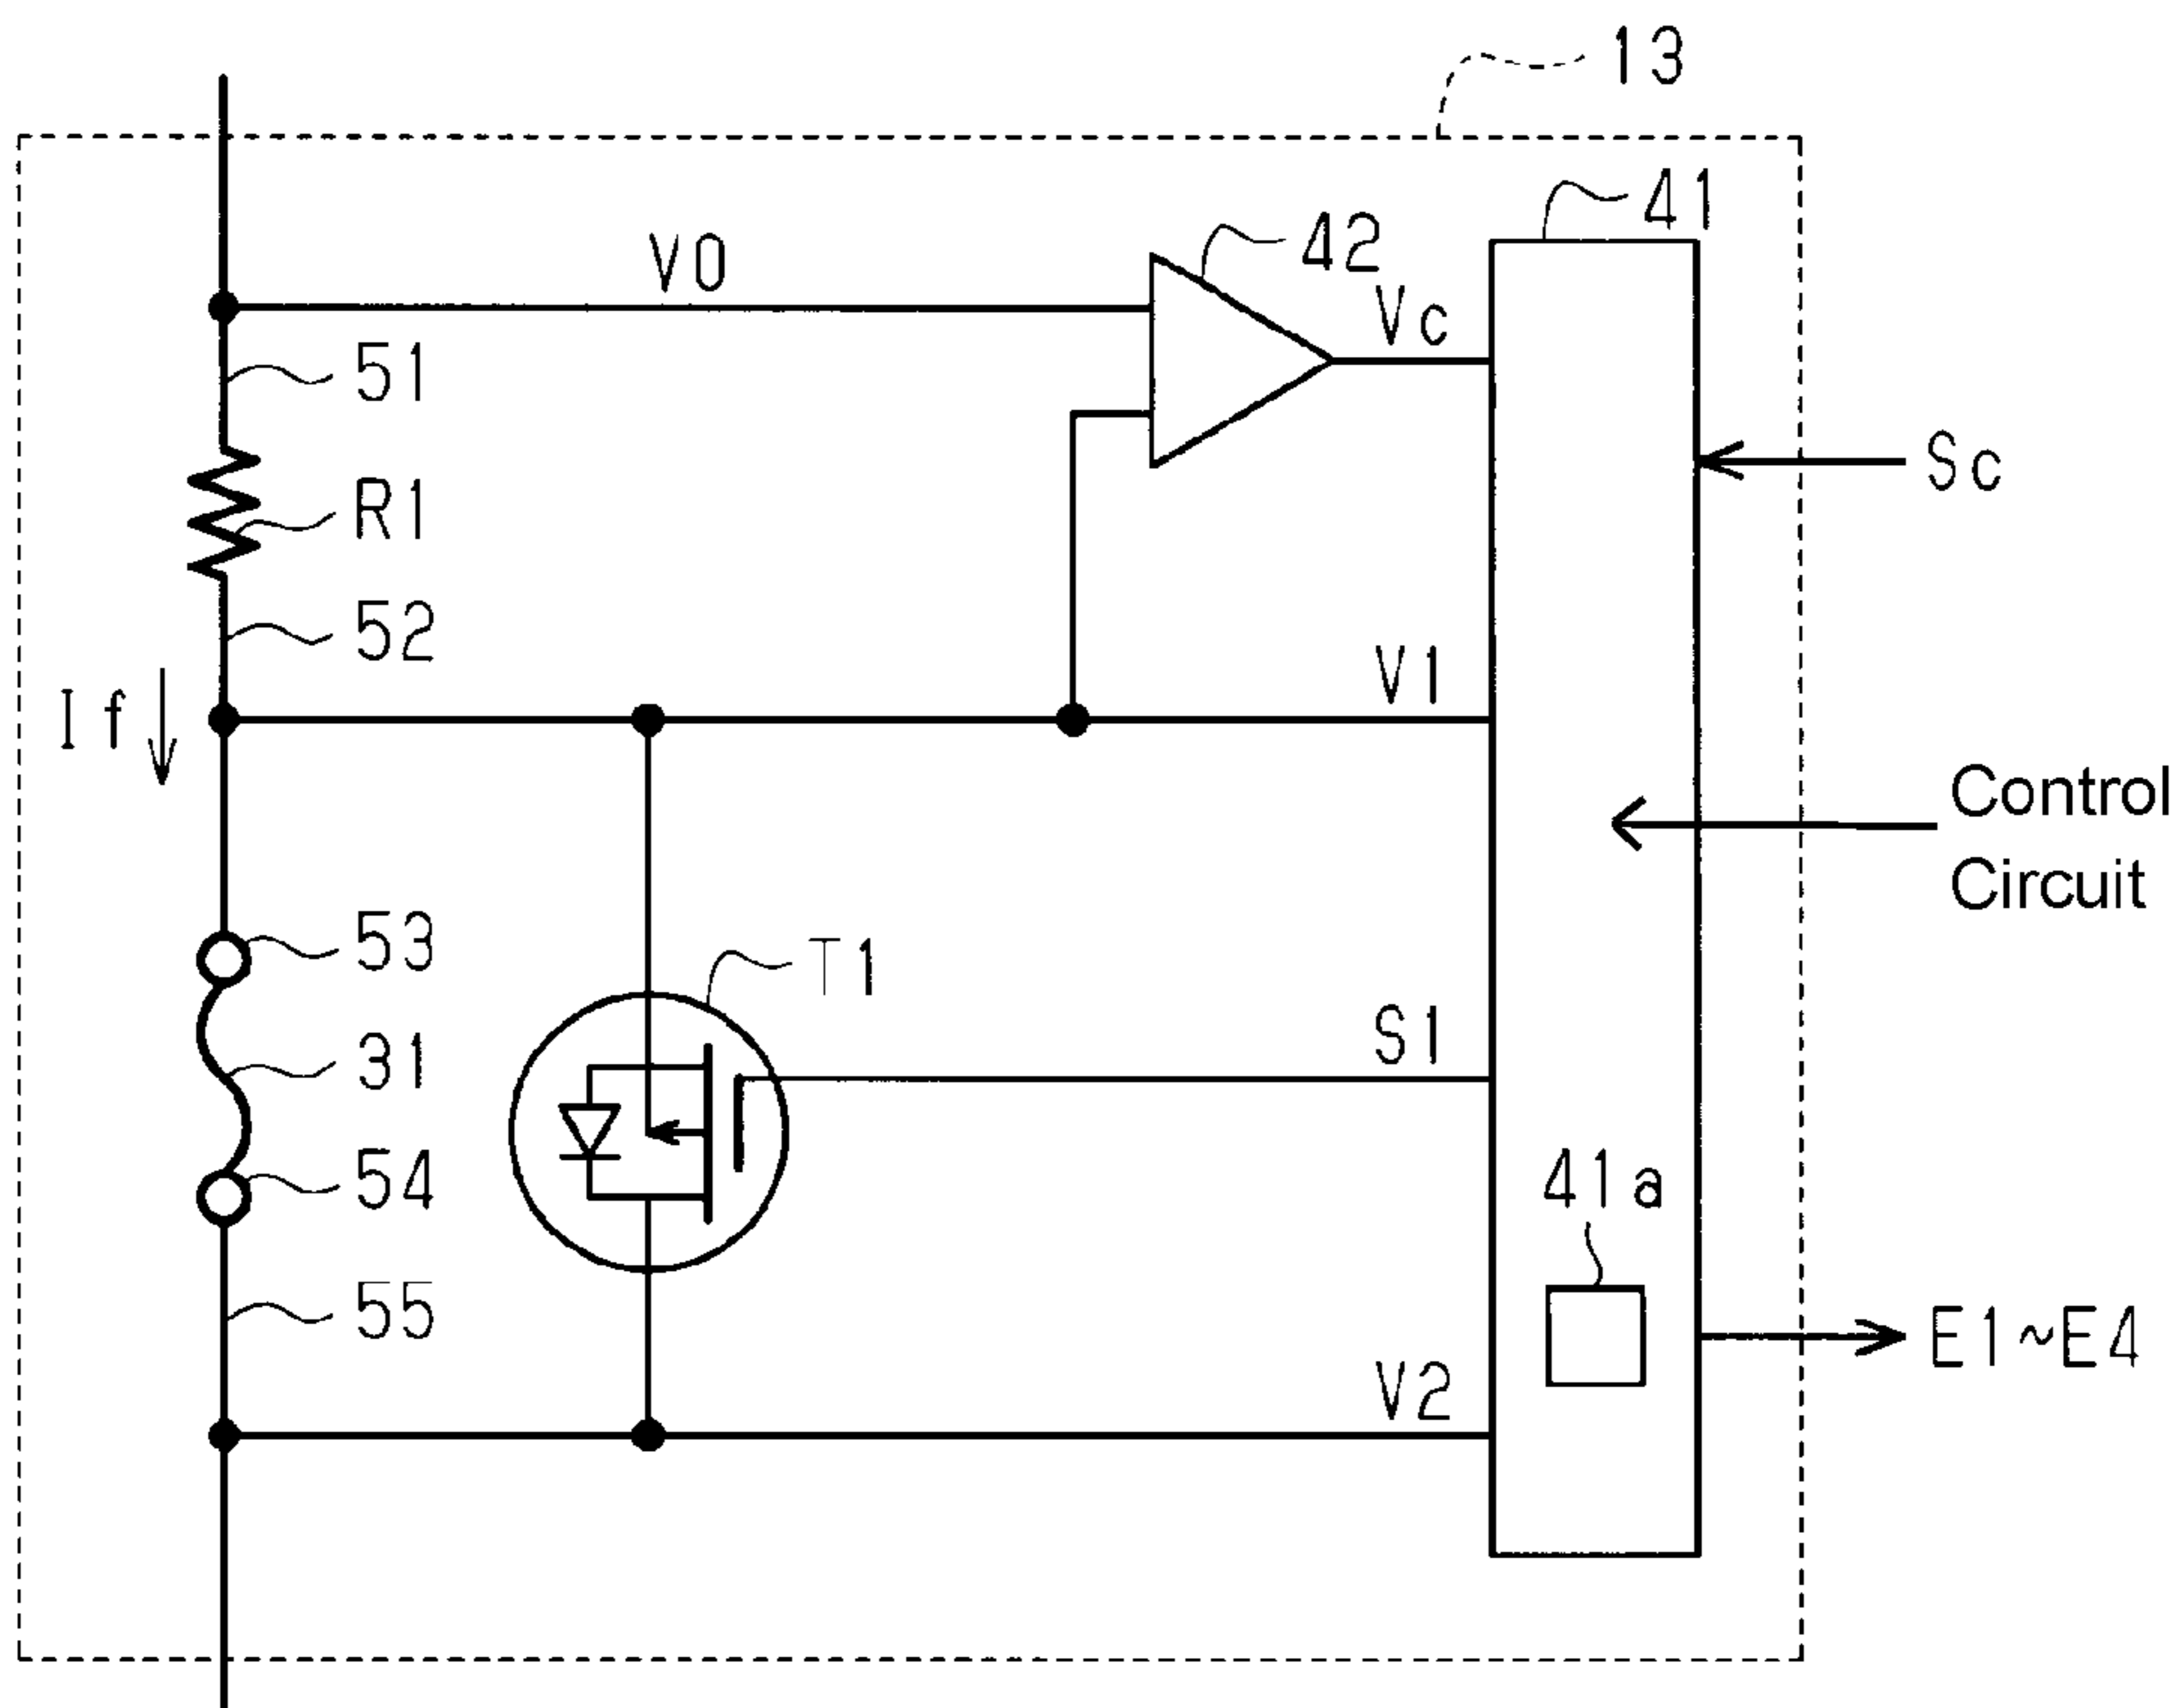 13
41
42
V0
Vc
51
Sc
R1
52
V1
If
Control
Circuit
53
T1
S1
31
41a
54
55
E1~E4
V2